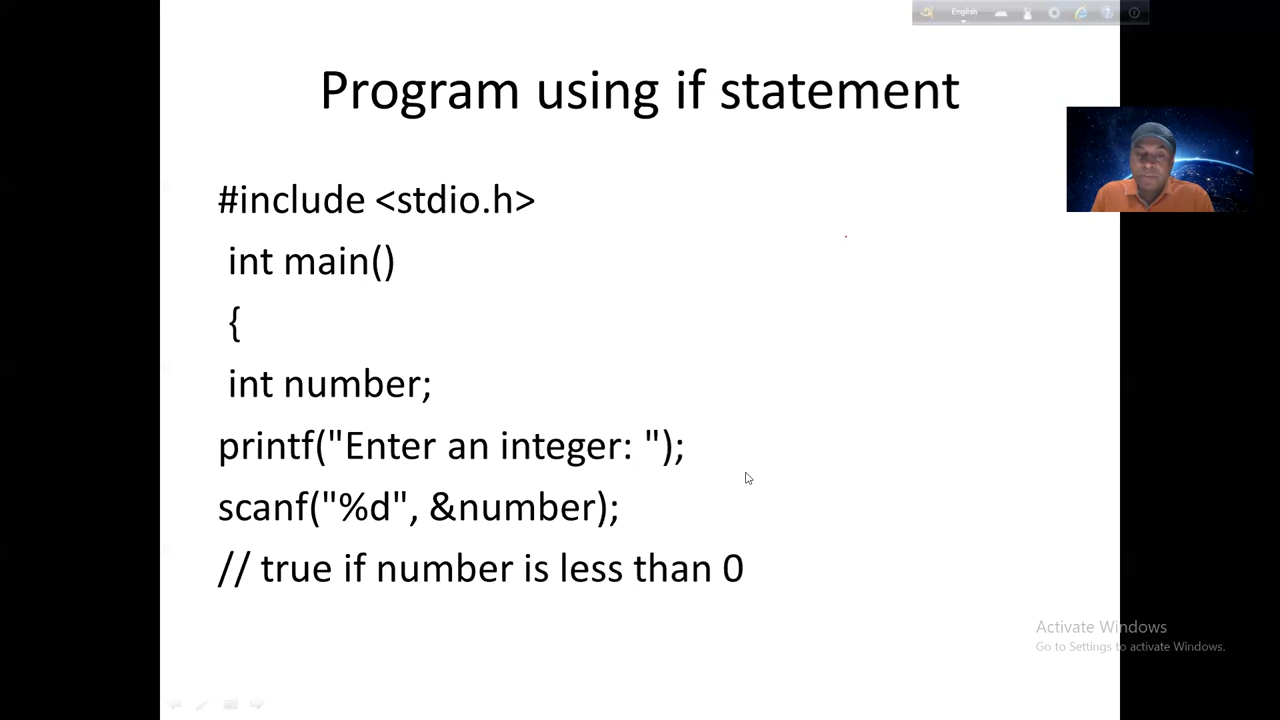 English
Program using if statement
#include <stdio.h>
int main()
{
int number;
printf("Enter an integer: ");
scanf("%d", &number);
// true if number is less than 0
Activate Windows
Go to Settings to activate Windows.